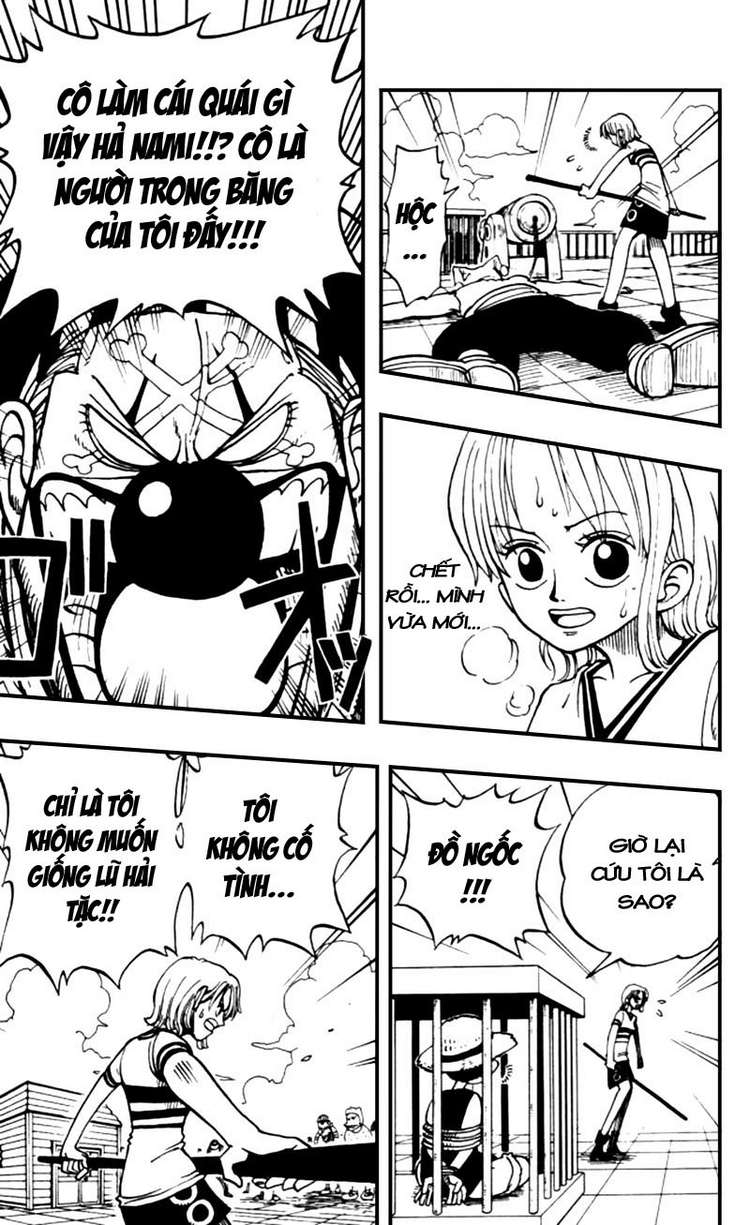 HỘC
...
CHẾT
RỒI... MÌNH
VỪA MỚI...
CÔ LÀM CÁI QUÁI GÌ
VẬY HẢ NAMI!!!? CÔ LÀ
NGƯỜI TRONG BĂNG
CỦA TÔI ĐẤY!!!
オッ
GIỜ LẠI
CỨU TÔI LÀ
SAO?
ĐỒ NGỐC
!!!
TÔI
KHÔNG CỐ
TÌNH...
CHỈ LÀ TÔI
KHÔNG MUỐN
GIỐNG LŨ HẢI
TẶC!!